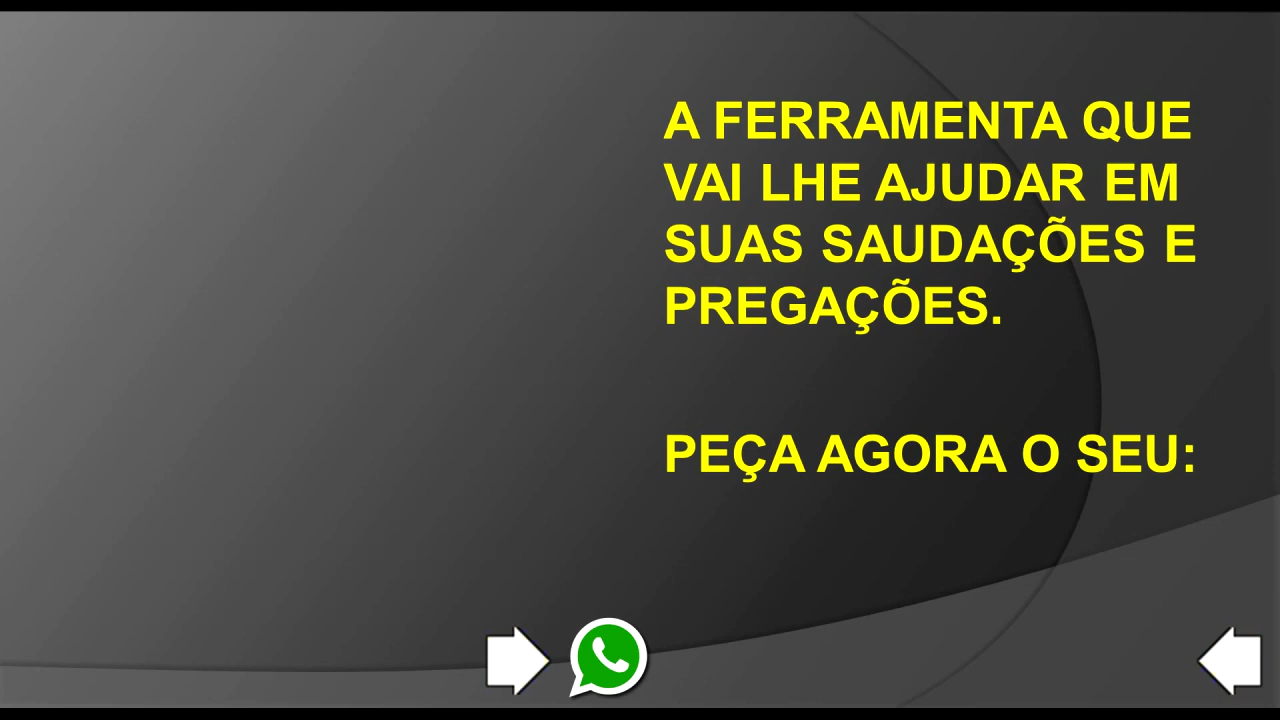 A FERRAMENTA QUE
VAI LHE AJUDAR EM
SUAS SAUDAÇÕES E
PREGAÇÕES.
PEÇA AGORA O SEU: